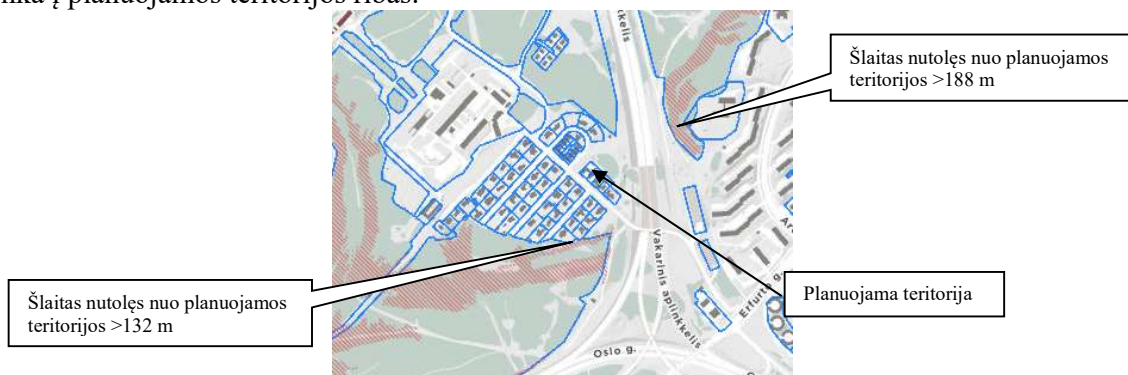 į planuojamos teritorijos ribas.
ckelis
Šlaitas nutolęs nuo planuojamos
teritorijos >188 m
Vakarinis aplinkkelis
Šlaitas nutolęs nuo planuojamos
teritorijos >132 m
Planuojama teritorija
Erfurto g.
Oslo g.